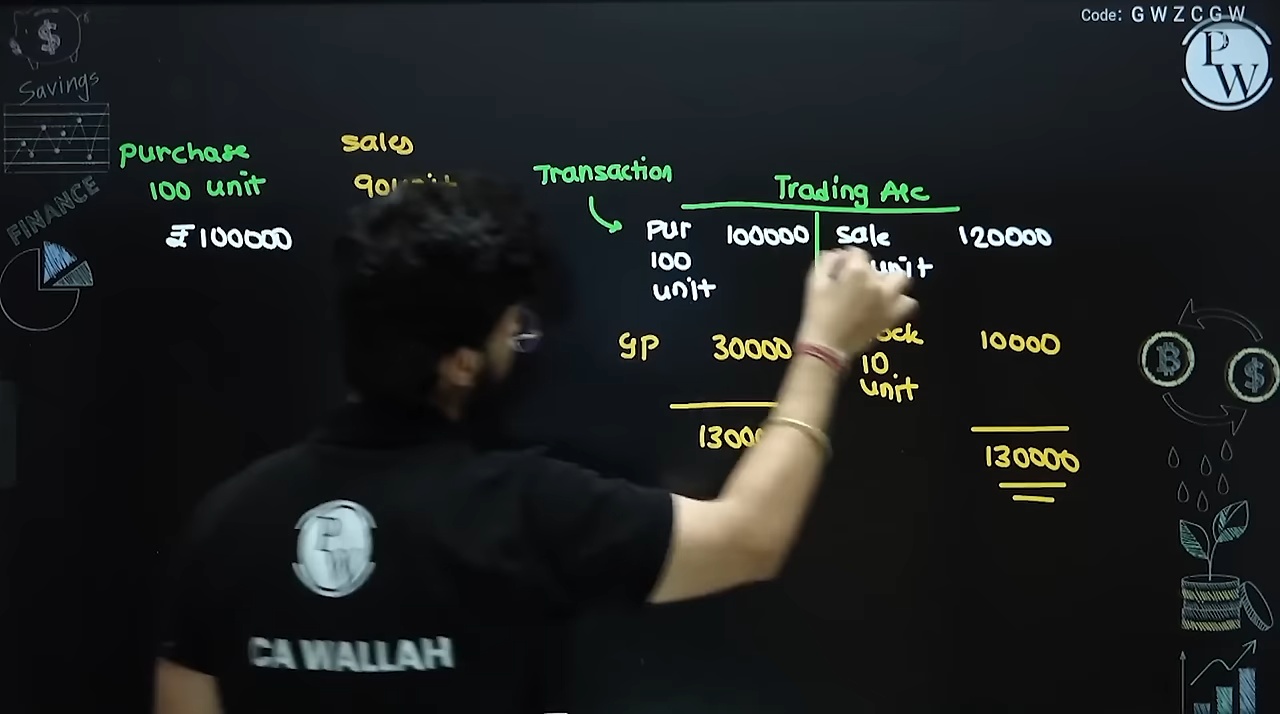 Code: G W Z C G W
P
W
Savings
FINANCE
purchase
100 unit
₹ 100000
sales
Transaction
Trading A/c
pur 100000 sale 120000
100 unit
unit
GP 30000 10000
10
unit
130000
P
W
CA WALLAH